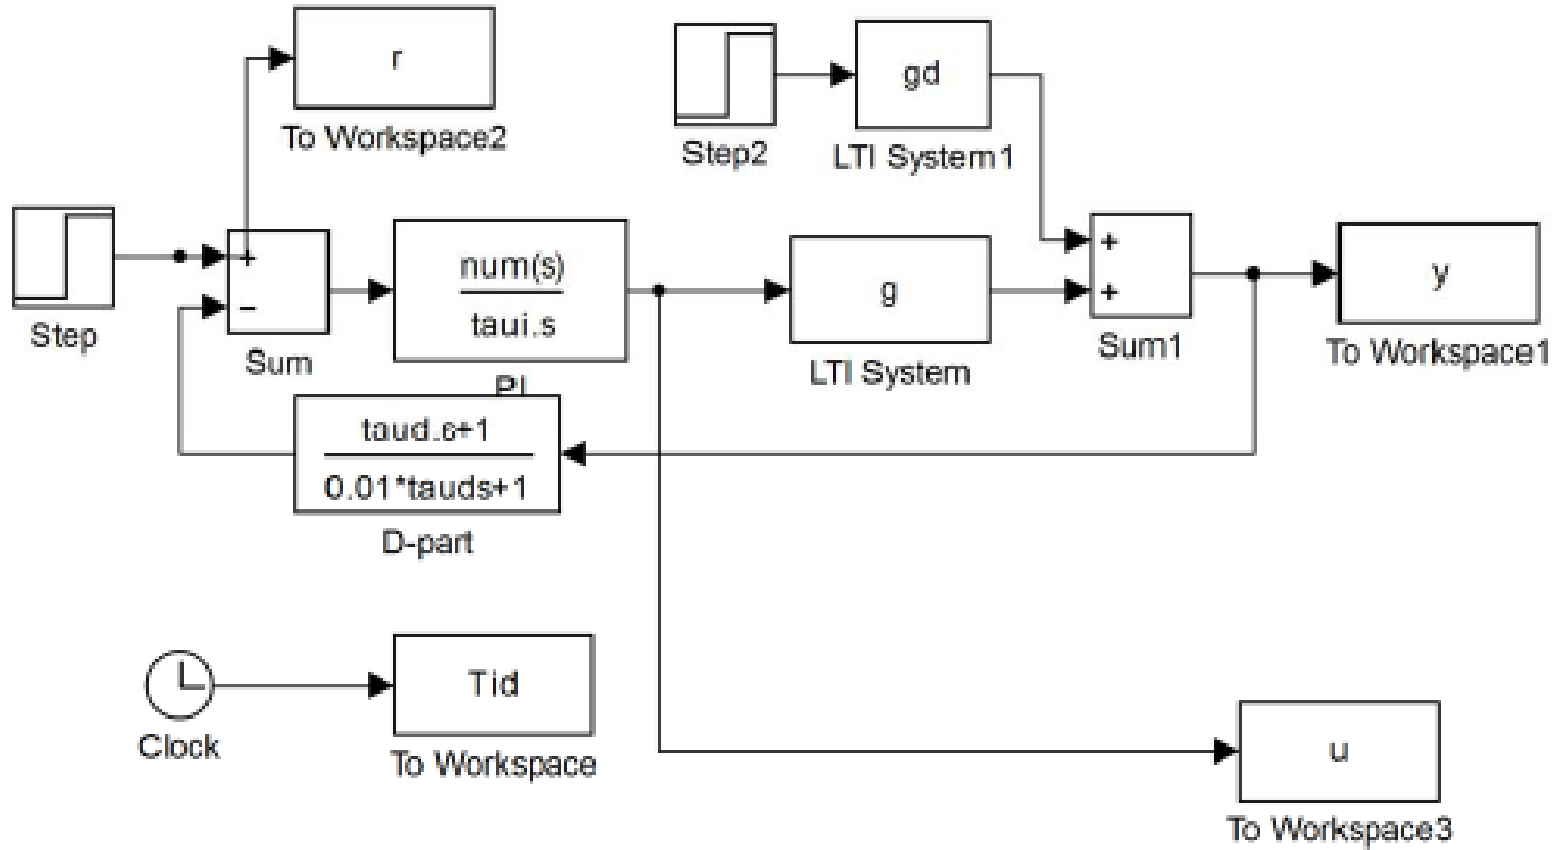 r
To Workspace2
gd
Step2
LTI System1
Step
+
−
Sum
num(s)
taui.s
PI
g
LTI System
+
+
Sum1
y
To Workspace1
taud.s+1
0.01*tauds+1
D-part
Clock
Tid
To Workspace
u
To Workspace3